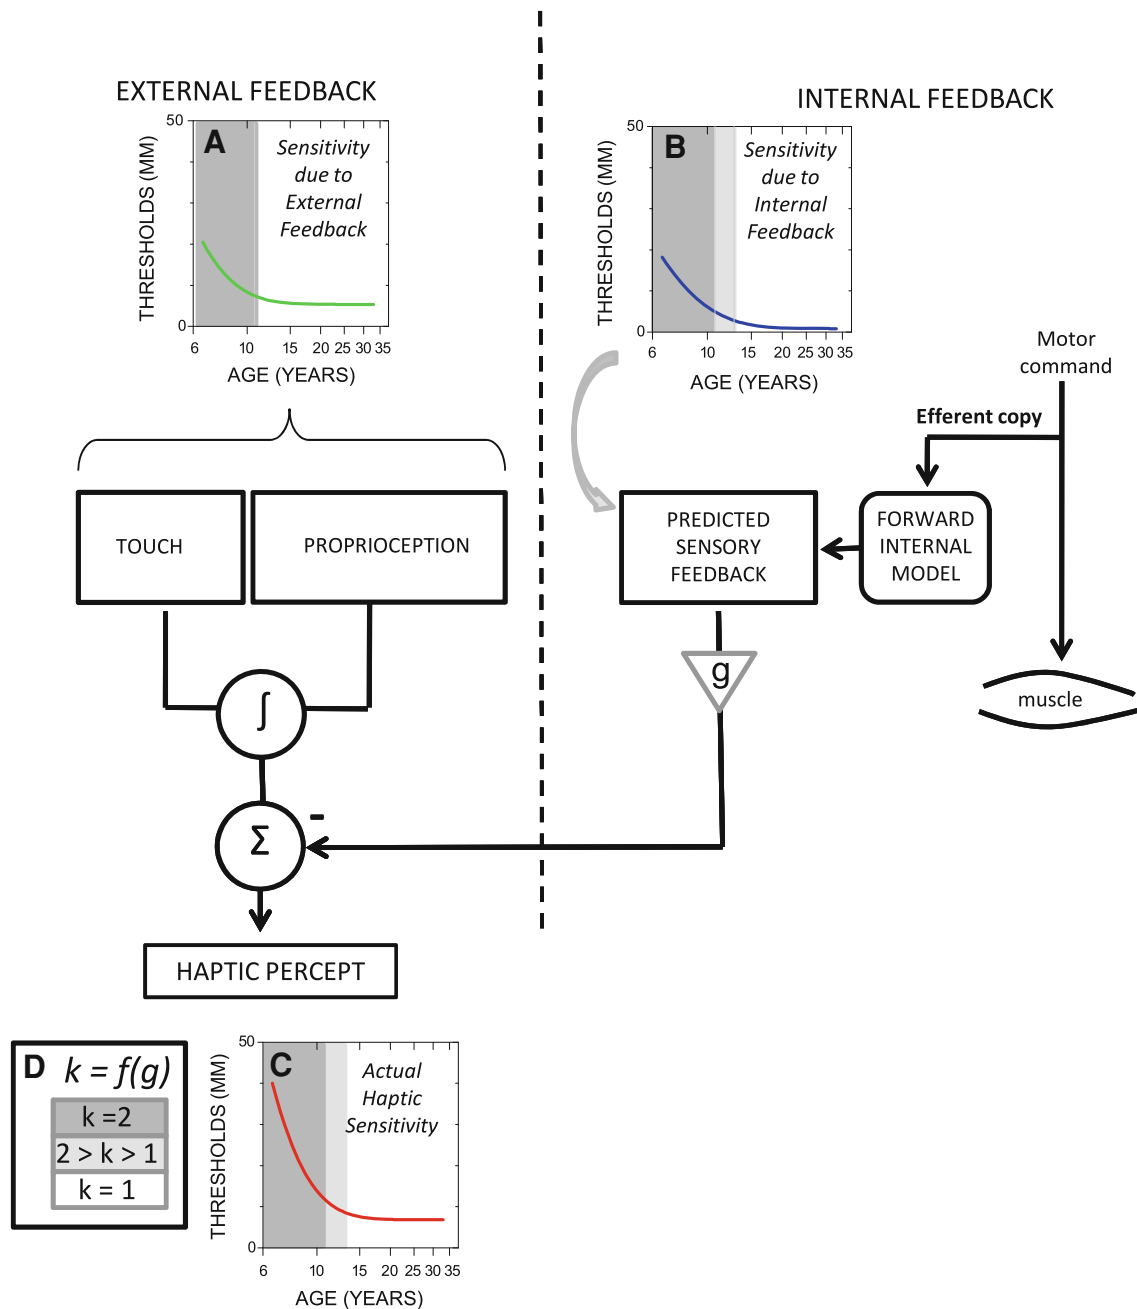 EXTERNAL FEEDBACK
INTERNAL FEEDBACK
A
Sensitivity
due to
External
Feedback
50
0
THRESHOLDS (MM)
6 10 15 20 25 30 35
AGE (YEARS)
B
Sensitivity
due to
Internal
Feedback
50
0
THRESHOLDS (MM)
6 10 15 20 25 30 35
AGE (YEARS)
Motor
command
Efferent copy
TOUCH
PROPRIOCEPTION
PREDICTED
SENSORY
FEEDBACK
FORWARD
INTERNAL
MODEL
g
muscle
∫
Σ
-
HAPTIC PERCEPT
D k = f(g)
k =2
2 > k > 1
k = 1
C
Actual
Haptic
Sensitivity
50
0
THRESHOLDS (MM)
6 10 15 20 25 30 35
AGE (YEARS)